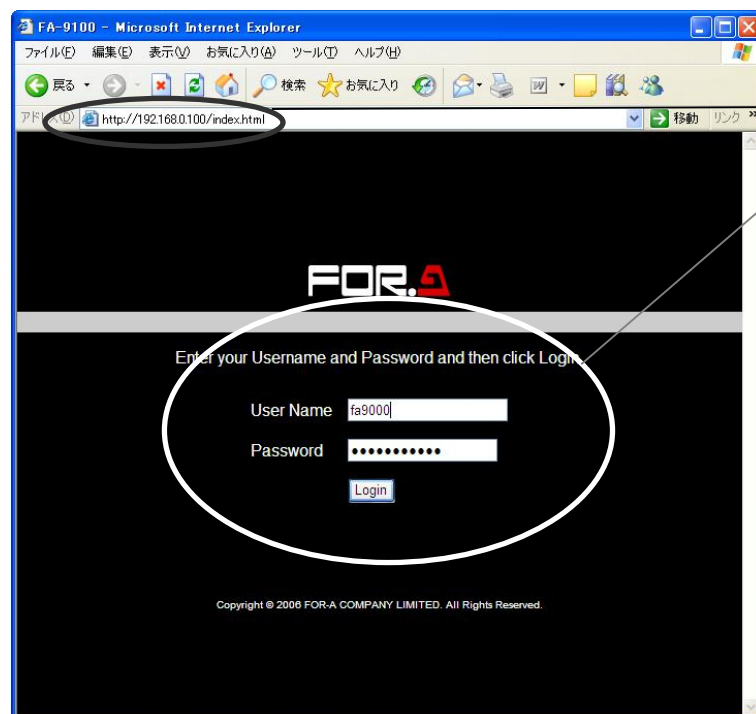 FA-9100 - Microsoft Internet Explorer
ファイル(F) 編集(E) 表示(V) お気に入り(A) ツール(T) ヘルプ(H)
戻る 検索 お気に入り
http://192.168.0.100/index.html 移動 リンク »
FOR.A
Enter your Username and Password and then click Login.
User Name fa9000
Password •••••••••••
Login
Copyright © 2006 FOR-A COMPANY LIMITED. All Rights Reserved.